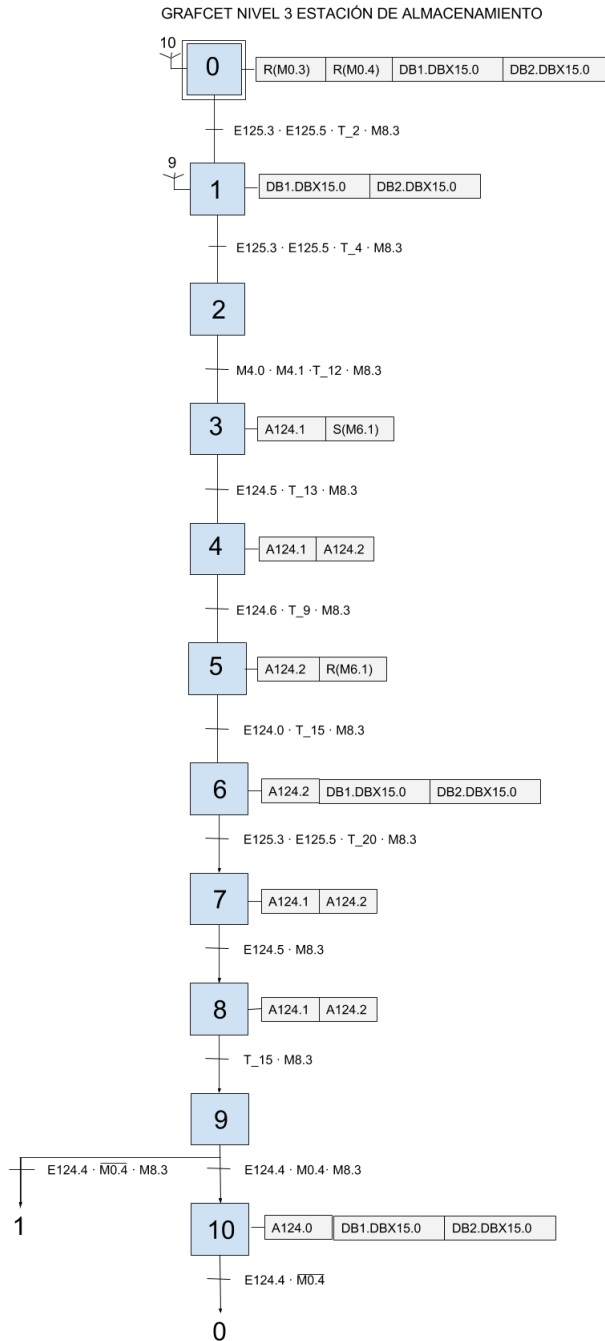 GRAFCET NIVEL 3 ESTACIÓN DE ALMACENAMIENTO
10
0
R(M0.3) R(M0.4) DB1.DBX15.0 DB2.DBX15.0
E125.3 · E125.5 · T_2 · M8.3
9
1
DB1.DBX15.0 DB2.DBX15.0
E125.3 · E125.5 · T_4 · M8.3
2
M4.0 · M4.1 ·T_12 · M8.3
3
A124.1 S(M6.1)
E124.5 · T_13 · M8.3
4
A124.1 A124.2
E124.6 · T_9 · M8.3
5
A124.2 R(M6.1)
E124.0 · T_15 · M8.3
6
A124.2 DB1.DBX15.0 DB2.DBX15.0
E125.3 · E125.5 · T_20 · M8.3
7
A124.1 A124.2
E124.5 · M8.3
8
A124.1 A124.2
T_15 · M8.3
9
E124.4 · M̅0̅.̅4̅ · M8.3 E124.4 · M0.4· M8.3
1
10
A124.0 DB1.DBX15.0 DB2.DBX15.0
E124.4 · M̅0̅.̅4̅
0